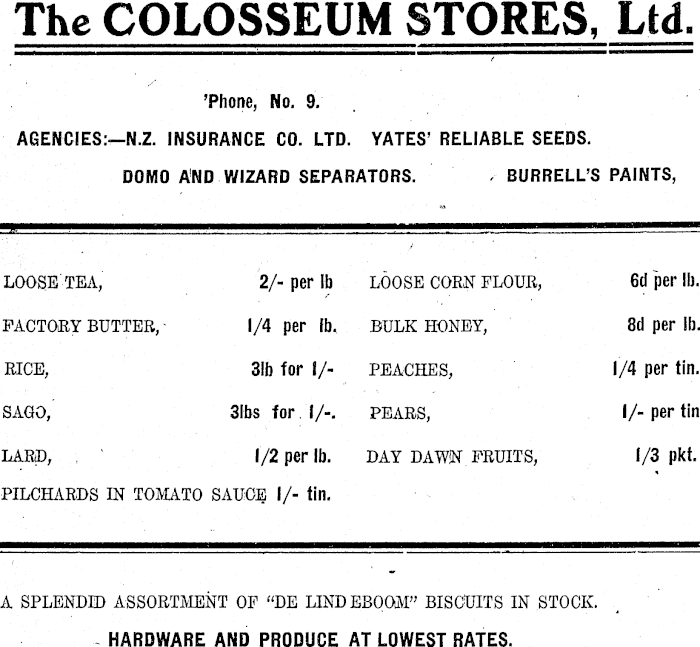 The COLOSSEUM STORES, Ltd.
'Phone, No. 9.
AGENCIES:—N.Z. INSURANCE CO. LTD. YATES' RELIABLE SEEDS.
DOMO AND WIZARD SEPARATORS. BURRELL'S PAINTS,
LOOSE TEA, 2/- per lb LOOSE CORN FLOUR, 6d per lb.
FACTORY BUTTER, 1/4 per lb. BULK HONEY, 8d per lb.
RICE, 3lb for 1/- PEACHES, 1/4 per tin.
SAGO, 3lbs for 1/-. PEARS, 1/- per tin
LARD, 1/2 per lb. DAY DAWN FRUITS, 1/3 pkt.
PILCHARDS IN TOMATO SAUCE 1/- tin.
A SPLENDID ASSORTMENT OF "DE LINDEBOOM" BISCUITS IN STOCK.
HARDWARE AND PRODUCE AT LOWEST RATES.